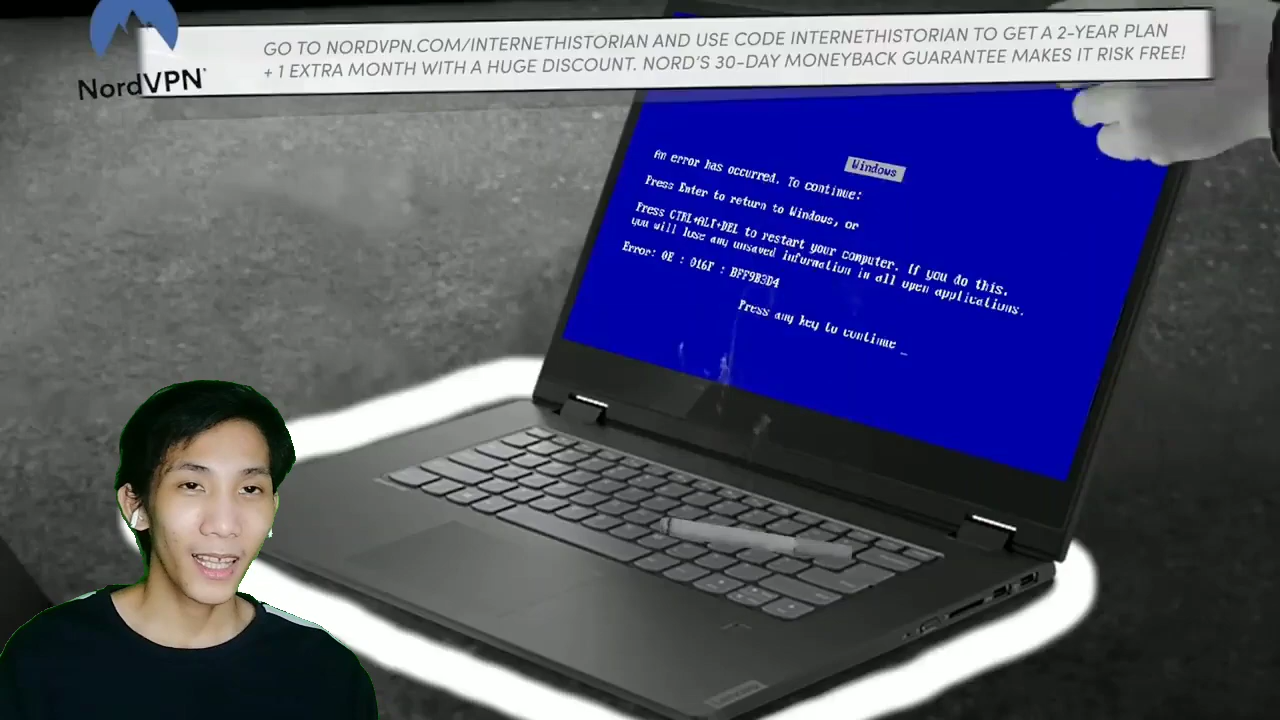 NordVPN
GO TO NORDVPN.COM/INTERNETHISTORIAN AND USE CODE INTERNETHISTORIAN TO GET A 2-YEAR PLAN
+ 1 EXTRA MONTH WITH A HUGE DISCOUNT. NORD'S 30-DAY MONEYBACK GUARANTEE MAKES IT RISK FREE!
Windows
An error has occurred. To continue:
Press Enter to return to Windows, or
Press CTRL+ALT+DEL to restart your computer. If you do this,
you will lose any unsaved information in all open applications.
Error: 0E : 016F : BFF9B3D4
Press any key to continue _